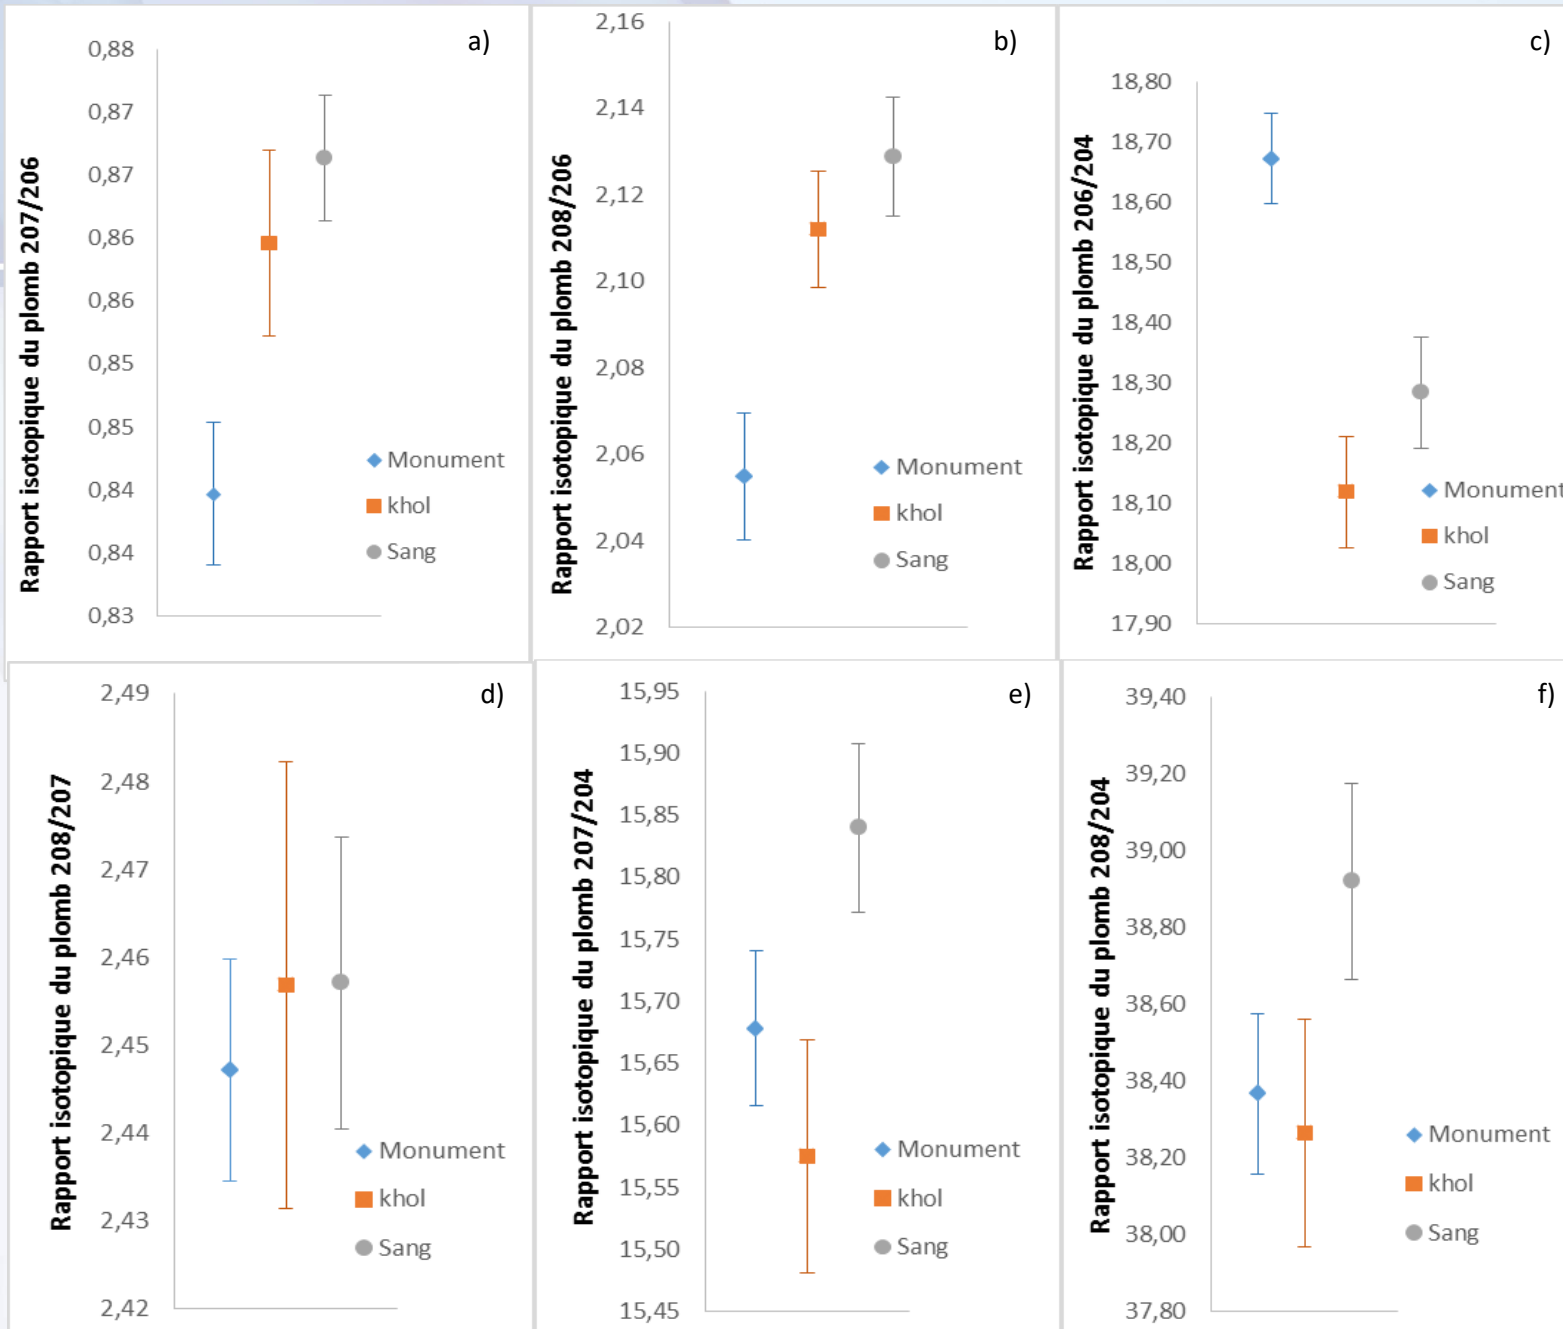 a)
Rapport isotopique du plomb 207/206
0,88
0,87
0,87
0,86
0,86
0,85
0,85
0,84
0,84
0,83
Monument
khol
Sang
b)
Rapport isotopique du plomb 208/206
2,16
2,14
2,12
2,10
2,08
2,06
2,04
2,02
Monument
khol
Sang
c)
Rapport isotopique du plomb 206/204
18,80
18,70
18,60
18,50
18,40
18,30
18,20
18,10
18,00
17,90
Monument
khol
Sang
d)
Rapport isotopique du plomb 208/207
2,49
2,48
2,47
2,46
2,45
2,44
2,43
2,42
Monument
khol
Sang
e)
Rapport isotopique du plomb 207/204
15,95
15,90
15,85
15,80
15,75
15,70
15,65
15,60
15,55
15,50
15,45
Monument
khol
Sang
f)
Rapport isotopique du plomb 208/204
39,40
39,20
39,00
38,80
38,60
38,40
38,20
38,00
37,80
Monument
khol
Sang